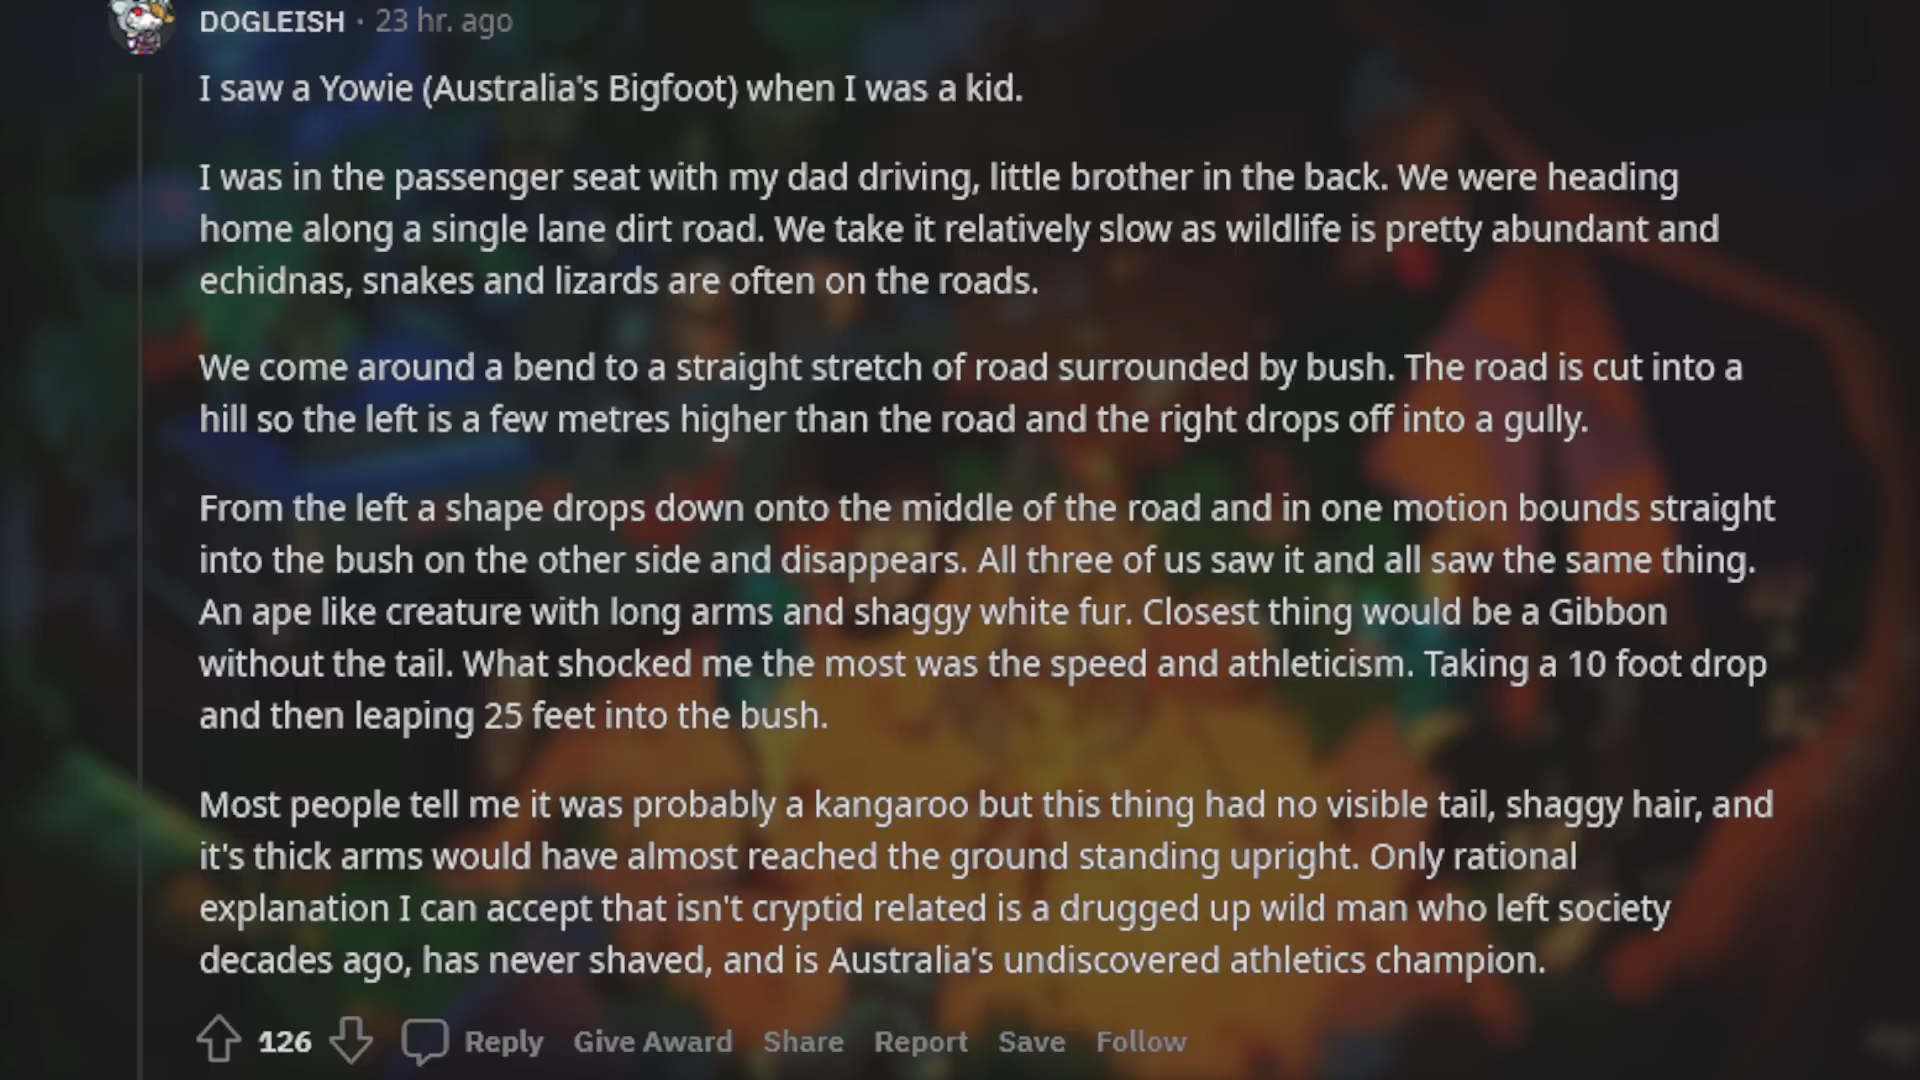 DOGLEISH · 23 hr. ago
I saw a Yowie (Australia's Bigfoot) when I was a kid.
I was in the passenger seat with my dad driving, little brother in the back. We were heading
home along a single lane dirt road. We take it relatively slow as wildlife is pretty abundant and
echidnas, snakes and lizards are often on the roads.
We come around a bend to a straight stretch of road surrounded by bush. The road is cut into a
hill so the left is a few metres higher than the road and the right drops off into a gully.
From the left a shape drops down onto the middle of the road and in one motion bounds straight
into the bush on the other side and disappears. All three of us saw it and all saw the same thing.
An ape like creature with long arms and shaggy white fur. Closest thing would be a Gibbon
without the tail. What shocked me the most was the speed and athleticism. Taking a 10 foot drop
and then leaping 25 feet into the bush.
Most people tell me it was probably a kangaroo but this thing had no visible tail, shaggy hair, and
it's thick arms would have almost reached the ground standing upright. Only rational
explanation I can accept that isn't cryptid related is a drugged up wild man who left society
decades ago, has never shaved, and is Australia's undiscovered athletics champion.
126 Reply Give Award Share Report Save Follow